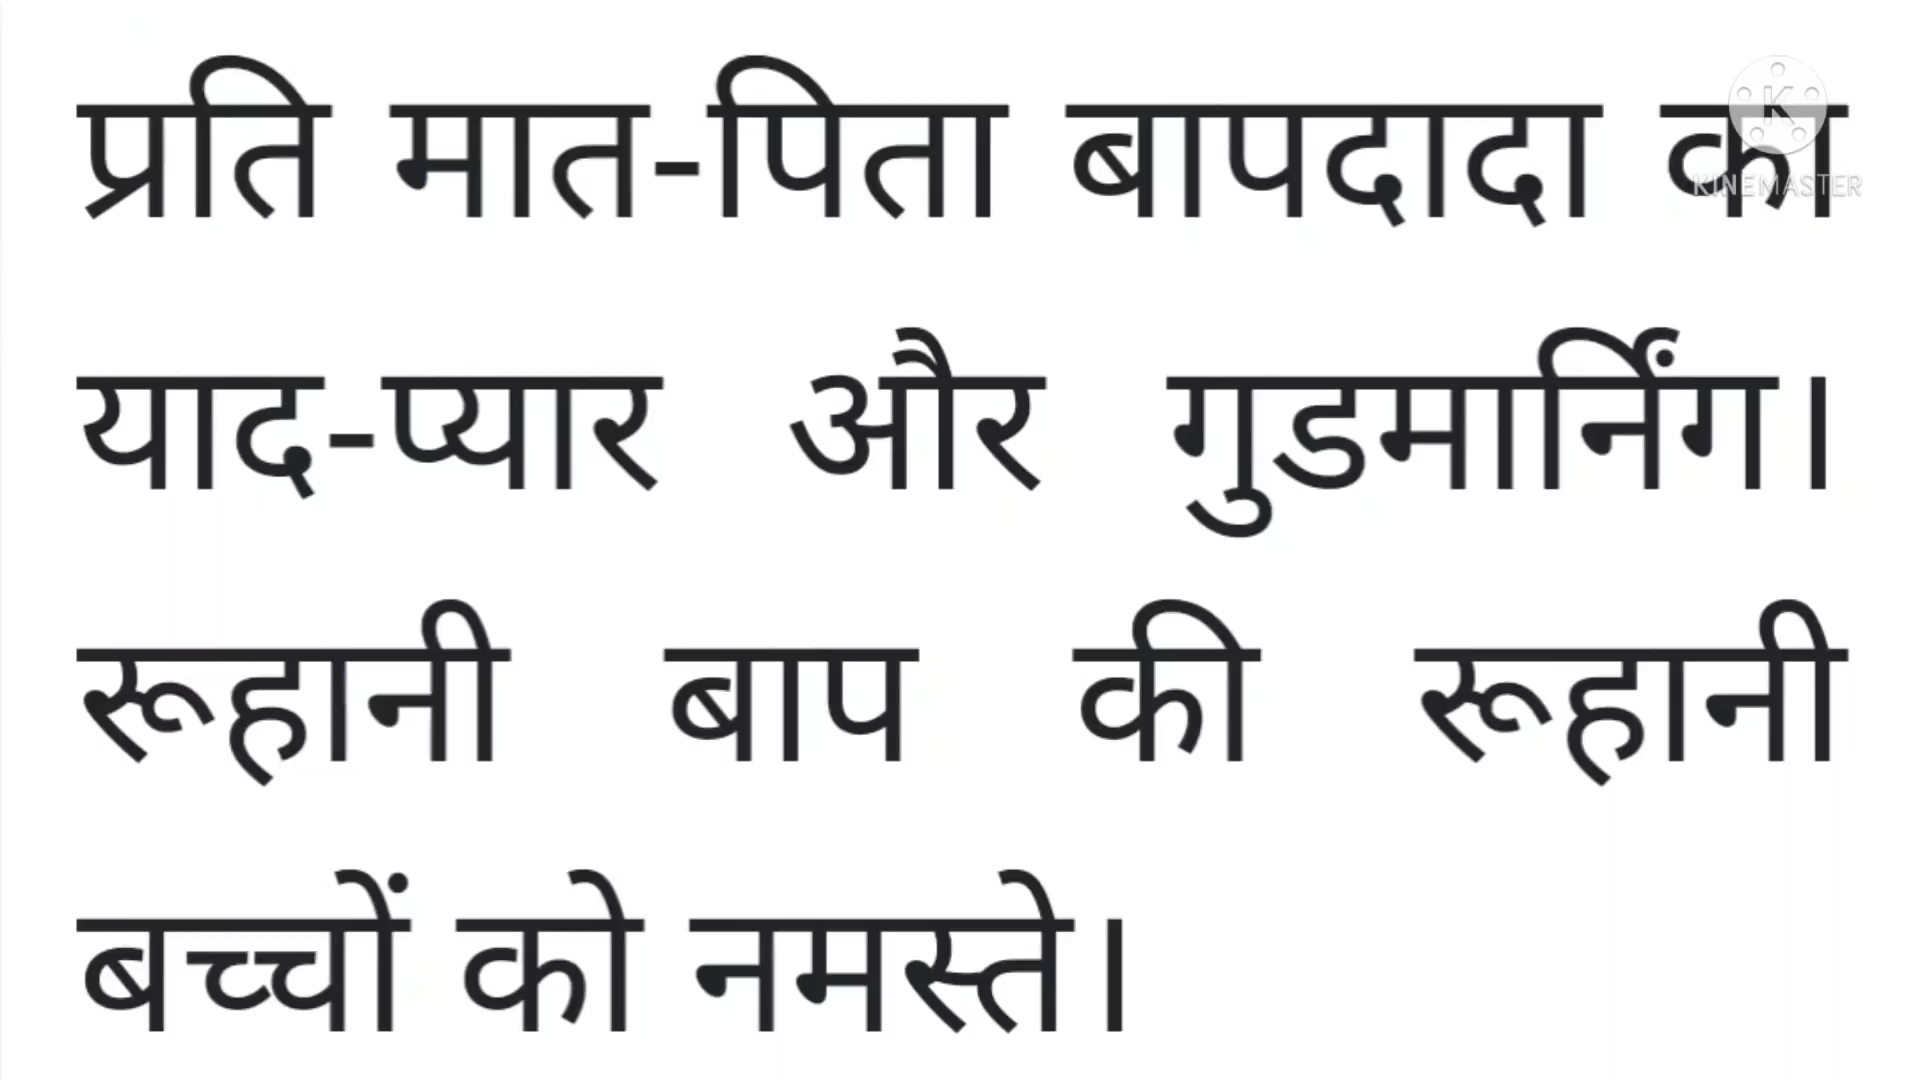 प्रति मात-पिता बापदादा का
याद-प्यार और गुडमार्निंग।
रूहानी बाप की रूहानी
बच्चों को नमस्ते।
KINEMASTER